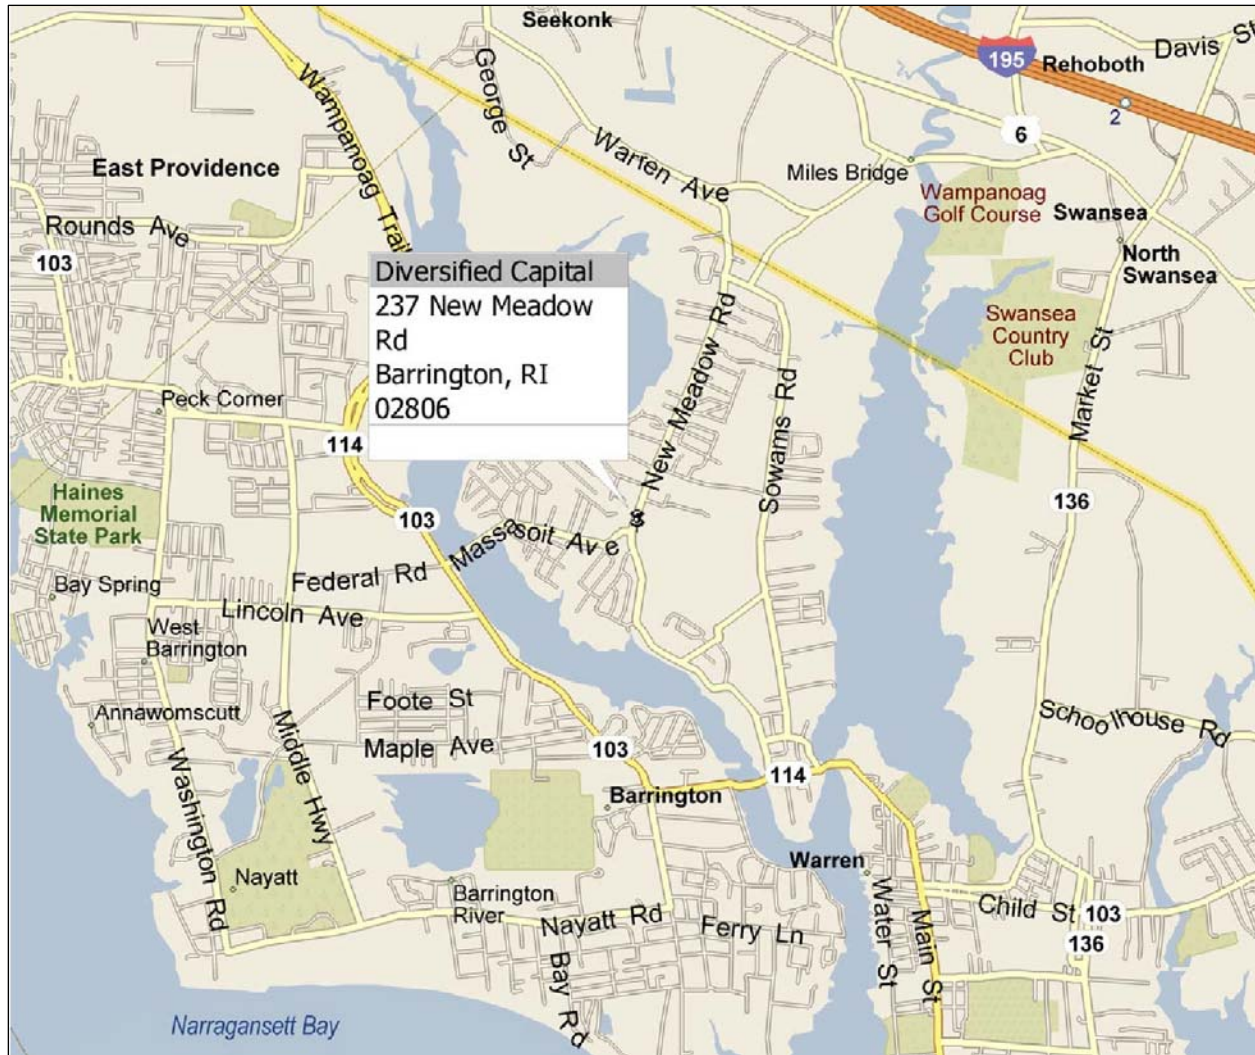 Seekonk
195
Rehoboth
Davis St
2
George
St
Wampanoag Trail
Warren Ave
6
Miles Bridge
East Providence
Wampanoag
Golf Course
Swansea
Rounds Ave
103
North
Swansea
Diversified Capital
237 New Meadow
Rd
Barrington, RI
02806
New Meadow Rd
Sowams Rd
Swansea
Country
Club
Market St
Peck Corner
114
136
Haines
Memorial
State Park
103
Massasoit Ave
Federal Rd
Bay Spring
Lincoln Ave
West
Barrington
Foote St
Annawomscutt
Maple Ave
Middle Hwy
Washington Rd
103
114
Schoolhouse Rd
Barrington
Warren
Nayatt
Barrington
River
Nayatt Rd
Ferry Ln
Bay Rd
Water St
Main St
Child St
103
136
Narragansett Bay